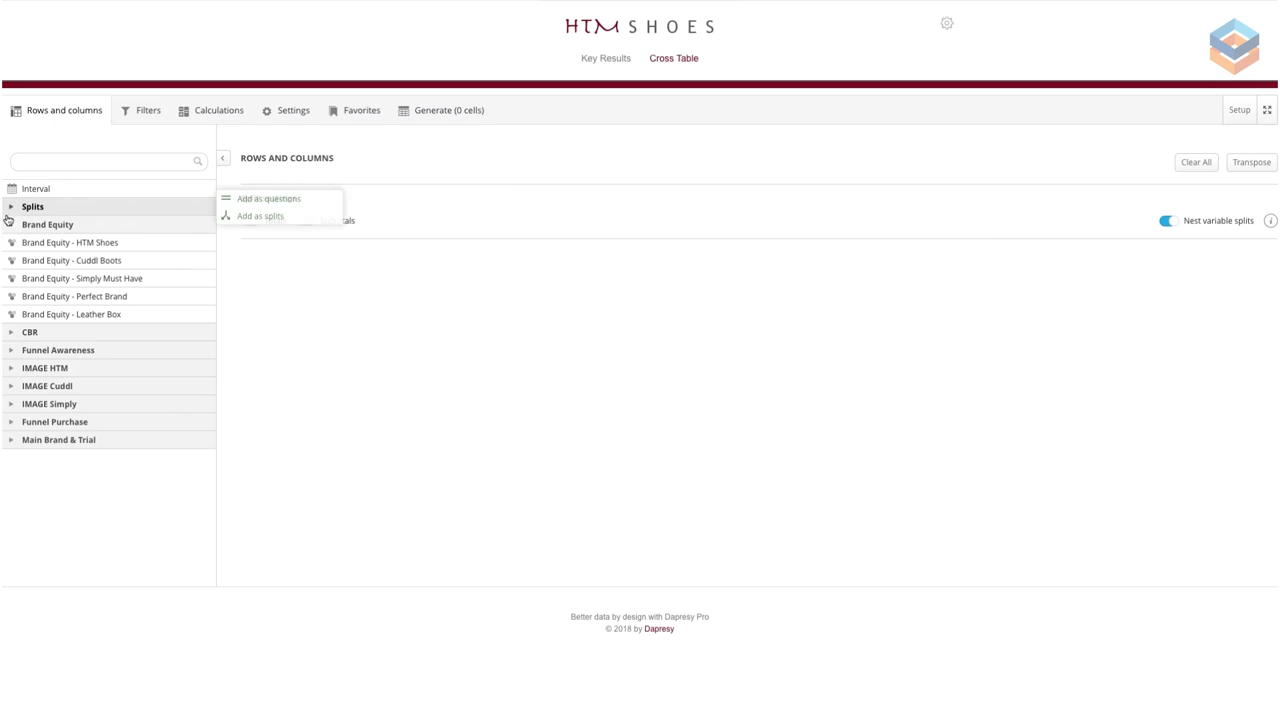 HTM SHOES
Key Results Cross Table
Rows and columns Filters Calculations Settings Favorites Generate (0 cells) Setup
ROWS AND COLUMNS
Clear All Transpose
Interval
Splits
Add as questions
Add as splits
Nest variable splits
Brand Equity
Brand Equity - HTM Shoes
Brand Equity - Cuddl Boots
Brand Equity - Simply Must Have
Brand Equity - Perfect Brand
Brand Equity - Leather Box
CBR
Funnel Awareness
IMAGE HTM
IMAGE Cuddl
IMAGE Simply
Funnel Purchase
Main Brand & Trial
Better data by design with Dapresy Pro
© 2018 by Dapresy